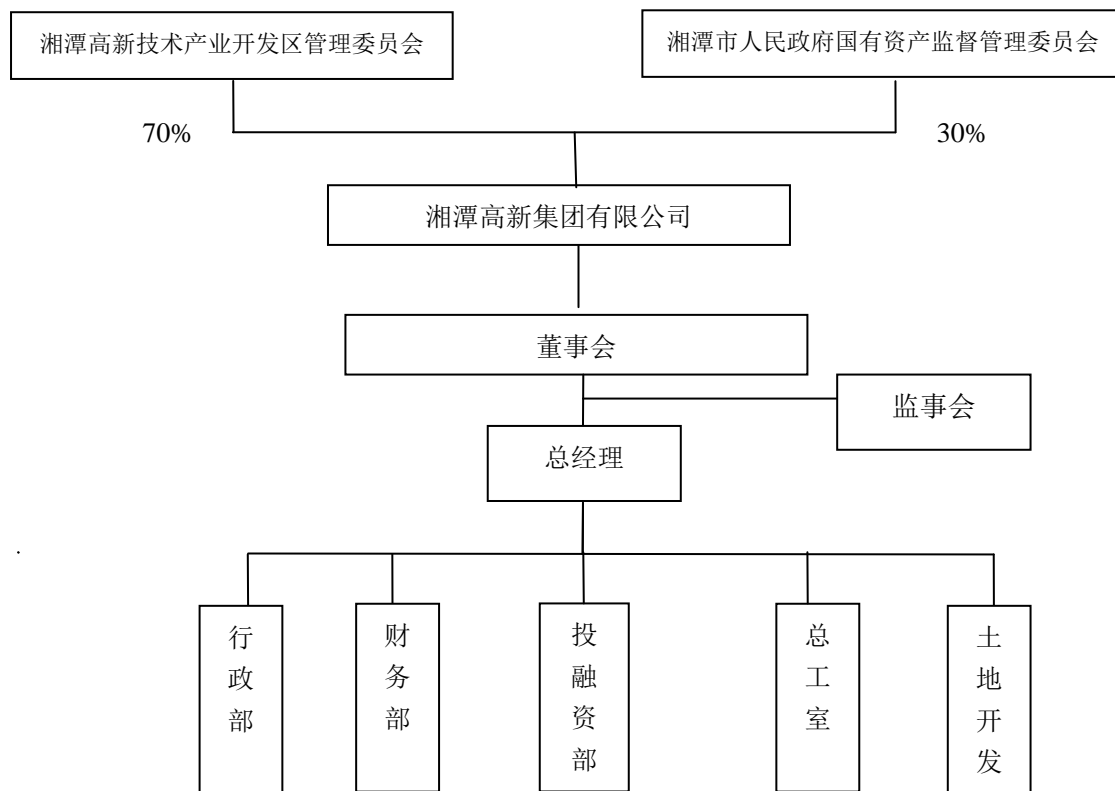 湘潭高新技术产业开发区管理委员会
湘潭市人民政府国有资产监督管理委员会
70%
30%
湘潭高新集团有限公司
董事会
监事会
总经理
行政部
财务部
投融资部
总工室
土地开发